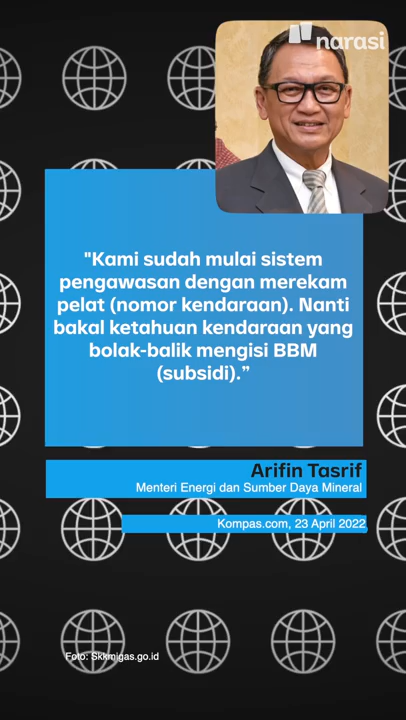 narasi
"Kami sudah mulai sistem
pengawasan dengan merekam
pelat (nomor kendaraan). Nanti
bakal ketahuan kendaraan yang
bolak-balik mengisi BBM
(subsidi).”
Arifin Tasrif
Menteri Energi dan Sumber Daya Mineral
Kompas.com, 23 April 2022
Foto: Skkmigas.go.id